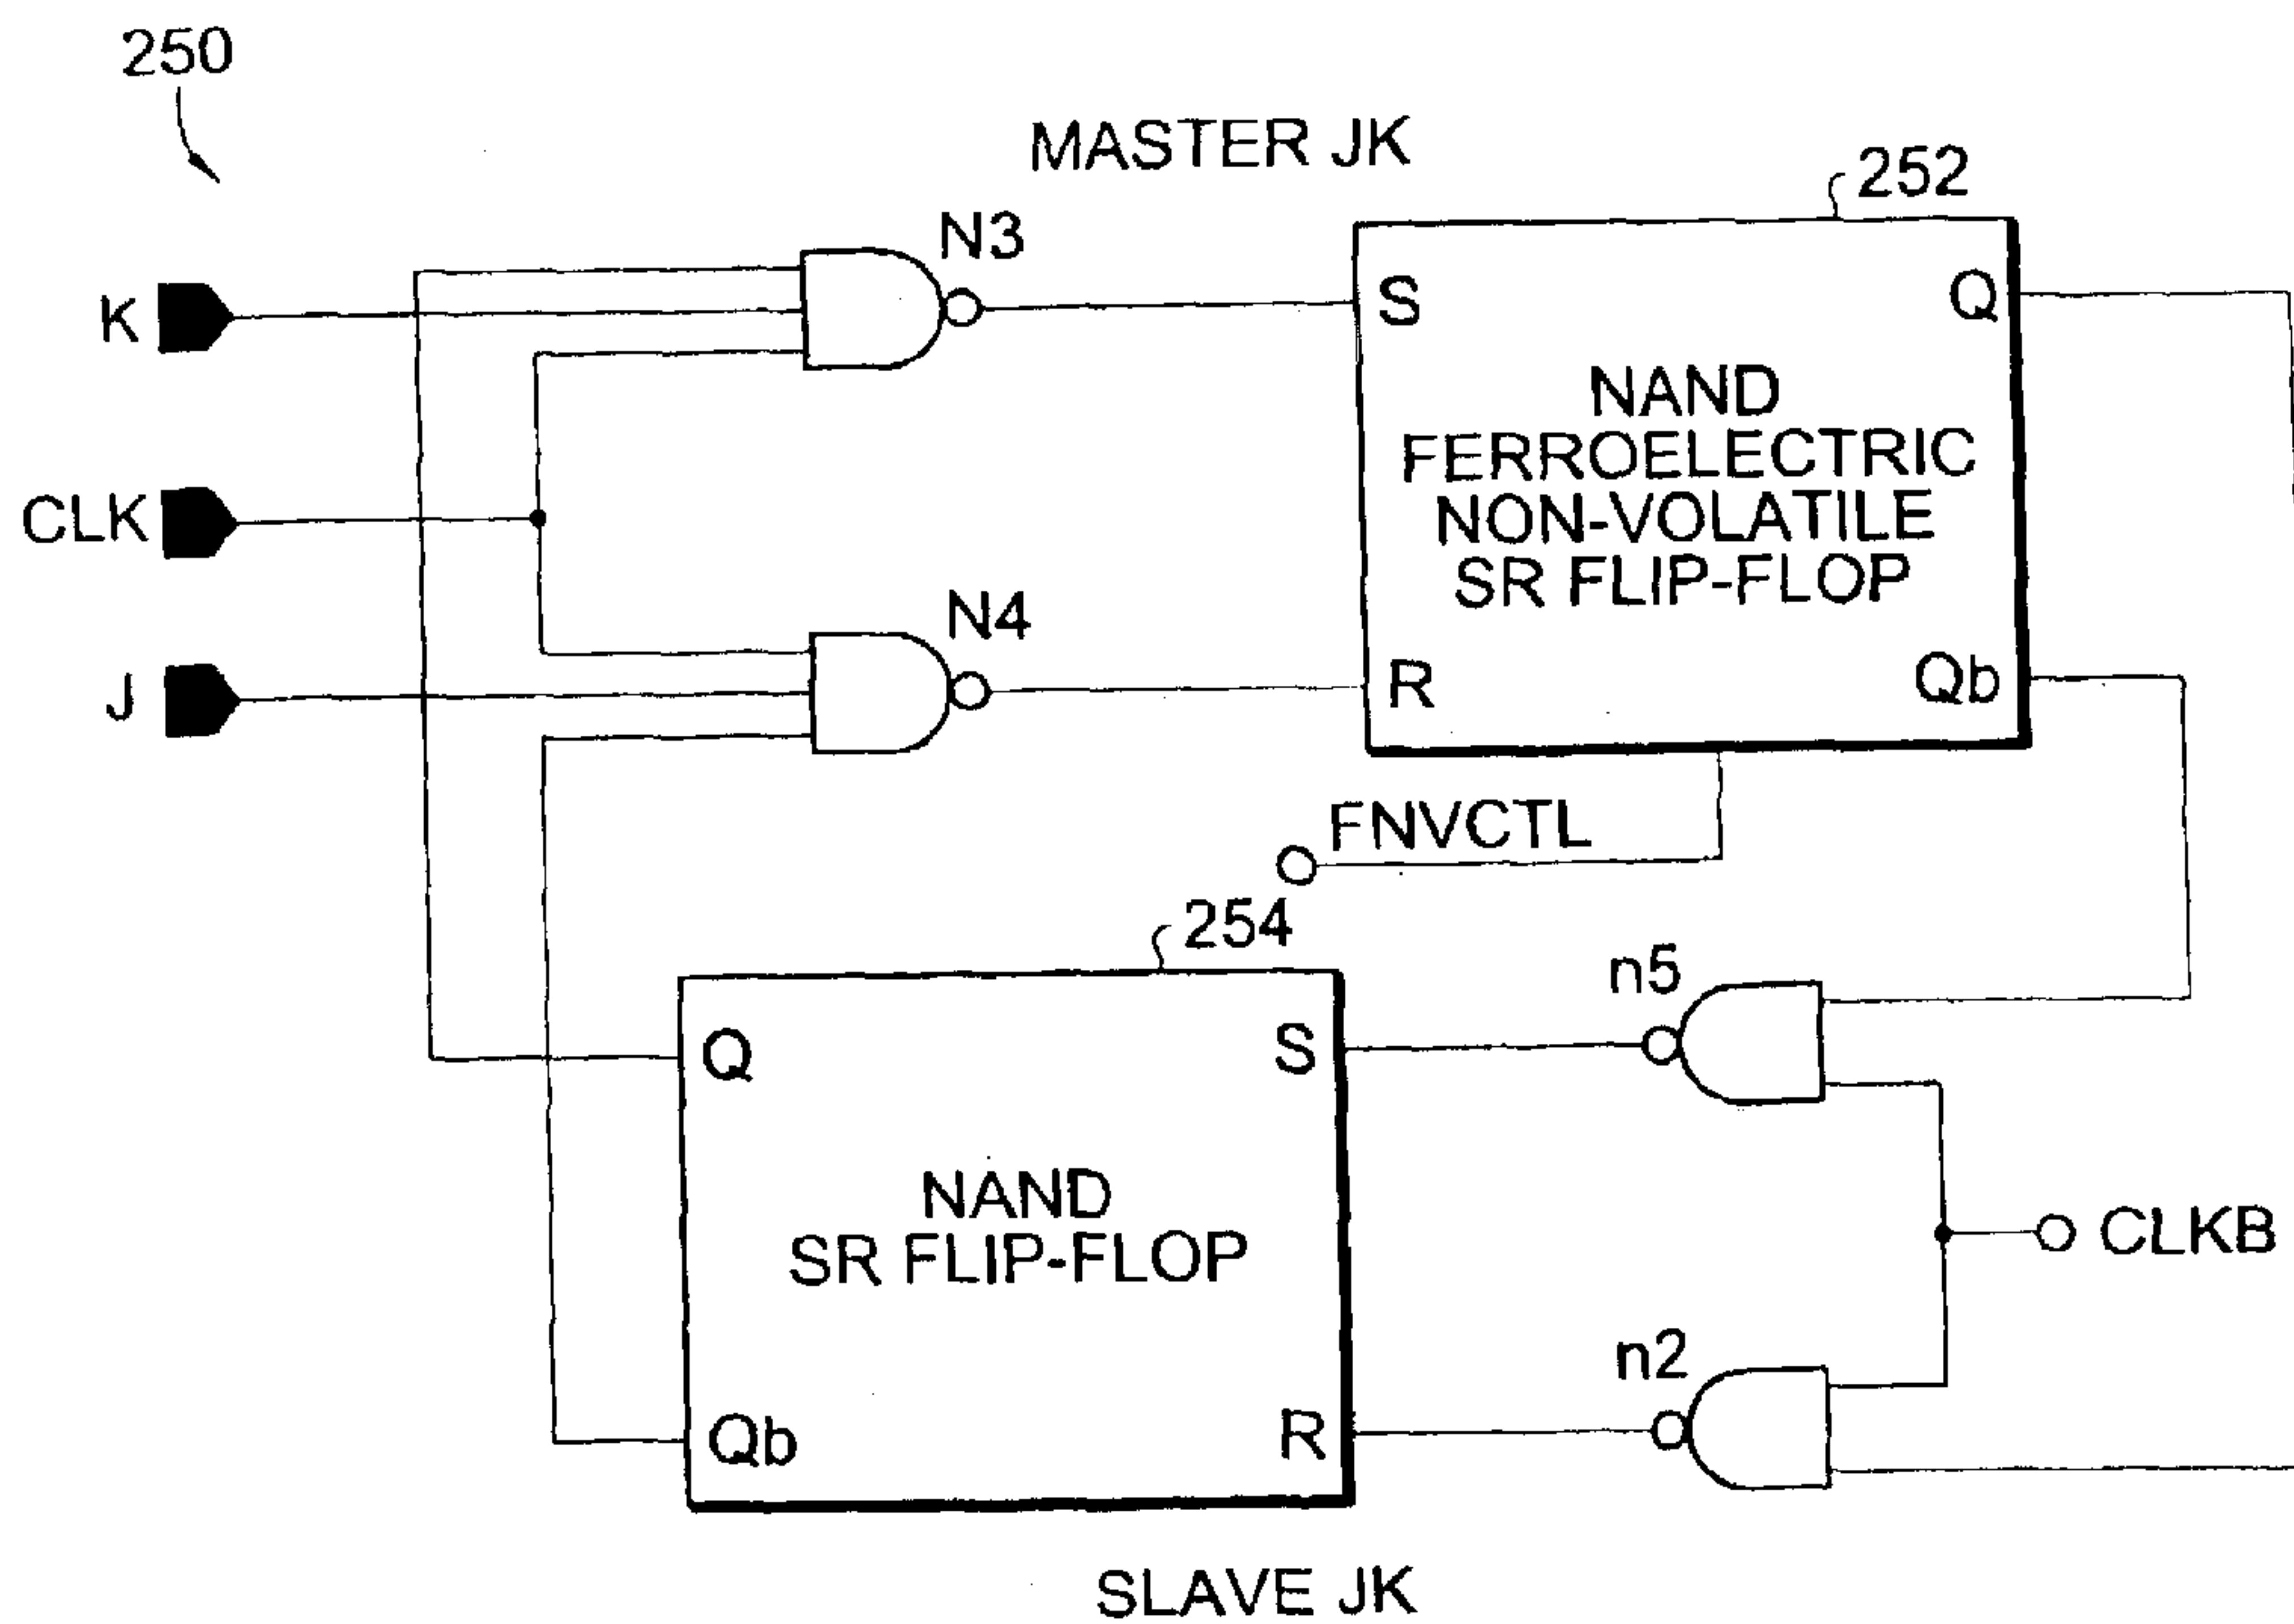 250
MASTER JK
252
N3
K
S
Q
NAND
FERROELECTRIC
NON-VOLATILE
SR FLIP-FLOP
CLK
N4
J
R
Qb
FNVCTL
254
n5
Q
S
NAND
SR FLIP-FLOP
CLKB
n2
Qb
R
SLAVE JK